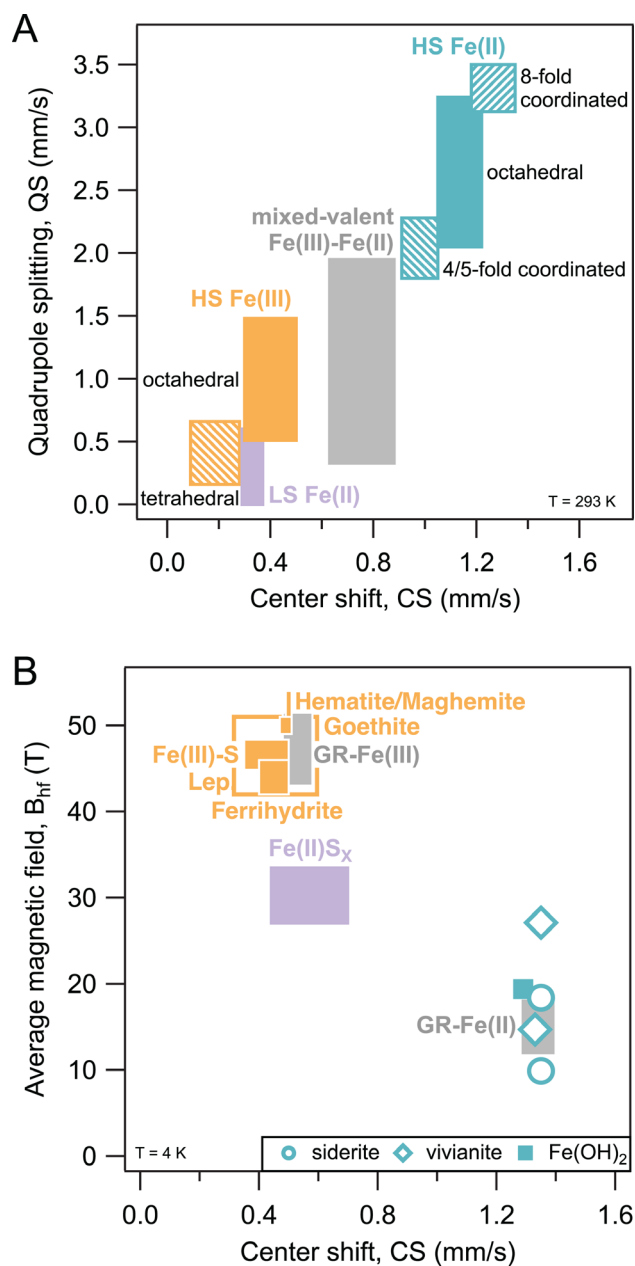 A
HS Fe(II)
8-fold
coordinated
octahedral
mixed-valent
Fe(III)-Fe(II)
4/5-fold coordinated
HS Fe(III)
octahedral
tetrahedral
LS Fe(II)
T = 293 K
Quadrupole splitting, QS (mm/s)
3.5
3.0
2.5
2.0
1.5
1.0
0.5
0.0
0.0 0.4 0.8 1.2 1.6
Center shift, CS (mm/s)
B
Hematite/Maghemite
Goethite
Fe(III)-S
GR-Fe(III)
Lep
Ferrihydrite
Fe(II)Sx
GR-Fe(II)
T = 4 K
siderite vivianite Fe(OH)2
Average magnetic field, Bhf (T)
50
40
30
20
10
0
0.0 0.4 0.8 1.2 1.6
Center shift, CS (mm/s)